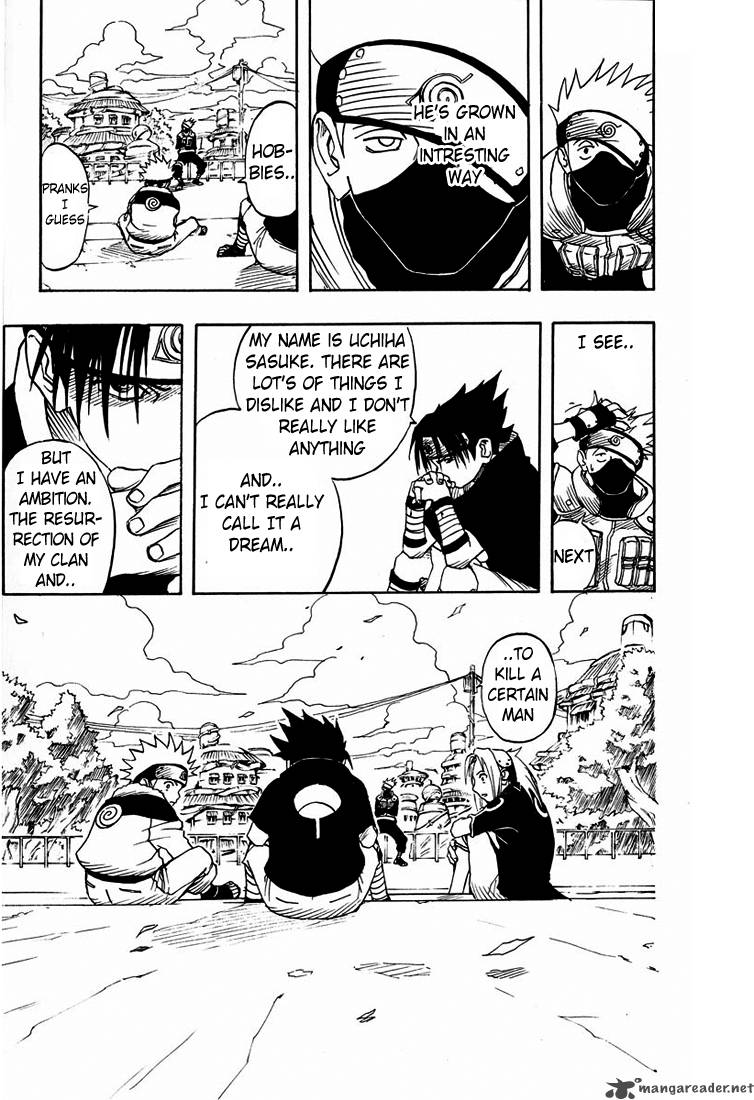 HE'S GROWN
IN AN
INTRESTING
WAY
HOB-
BIES..
PRANKS
I
GUESS
I SEE..
NEXT
MY NAME IS UCHIHA
SASUKE. THERE ARE
LOT'S OF THINGS I
DISLIKE AND I DON'T
REALLY LIKE
ANYTHING
AND..
I CAN'T REALLY
CALL IT A
DREAM..
BUT
I HAVE AN
AMBITION.
THE RESUR-
RECTION OF
MY CLAN
AND..
..TO
KILL A
CERTAIN
MAN
mangareader.net